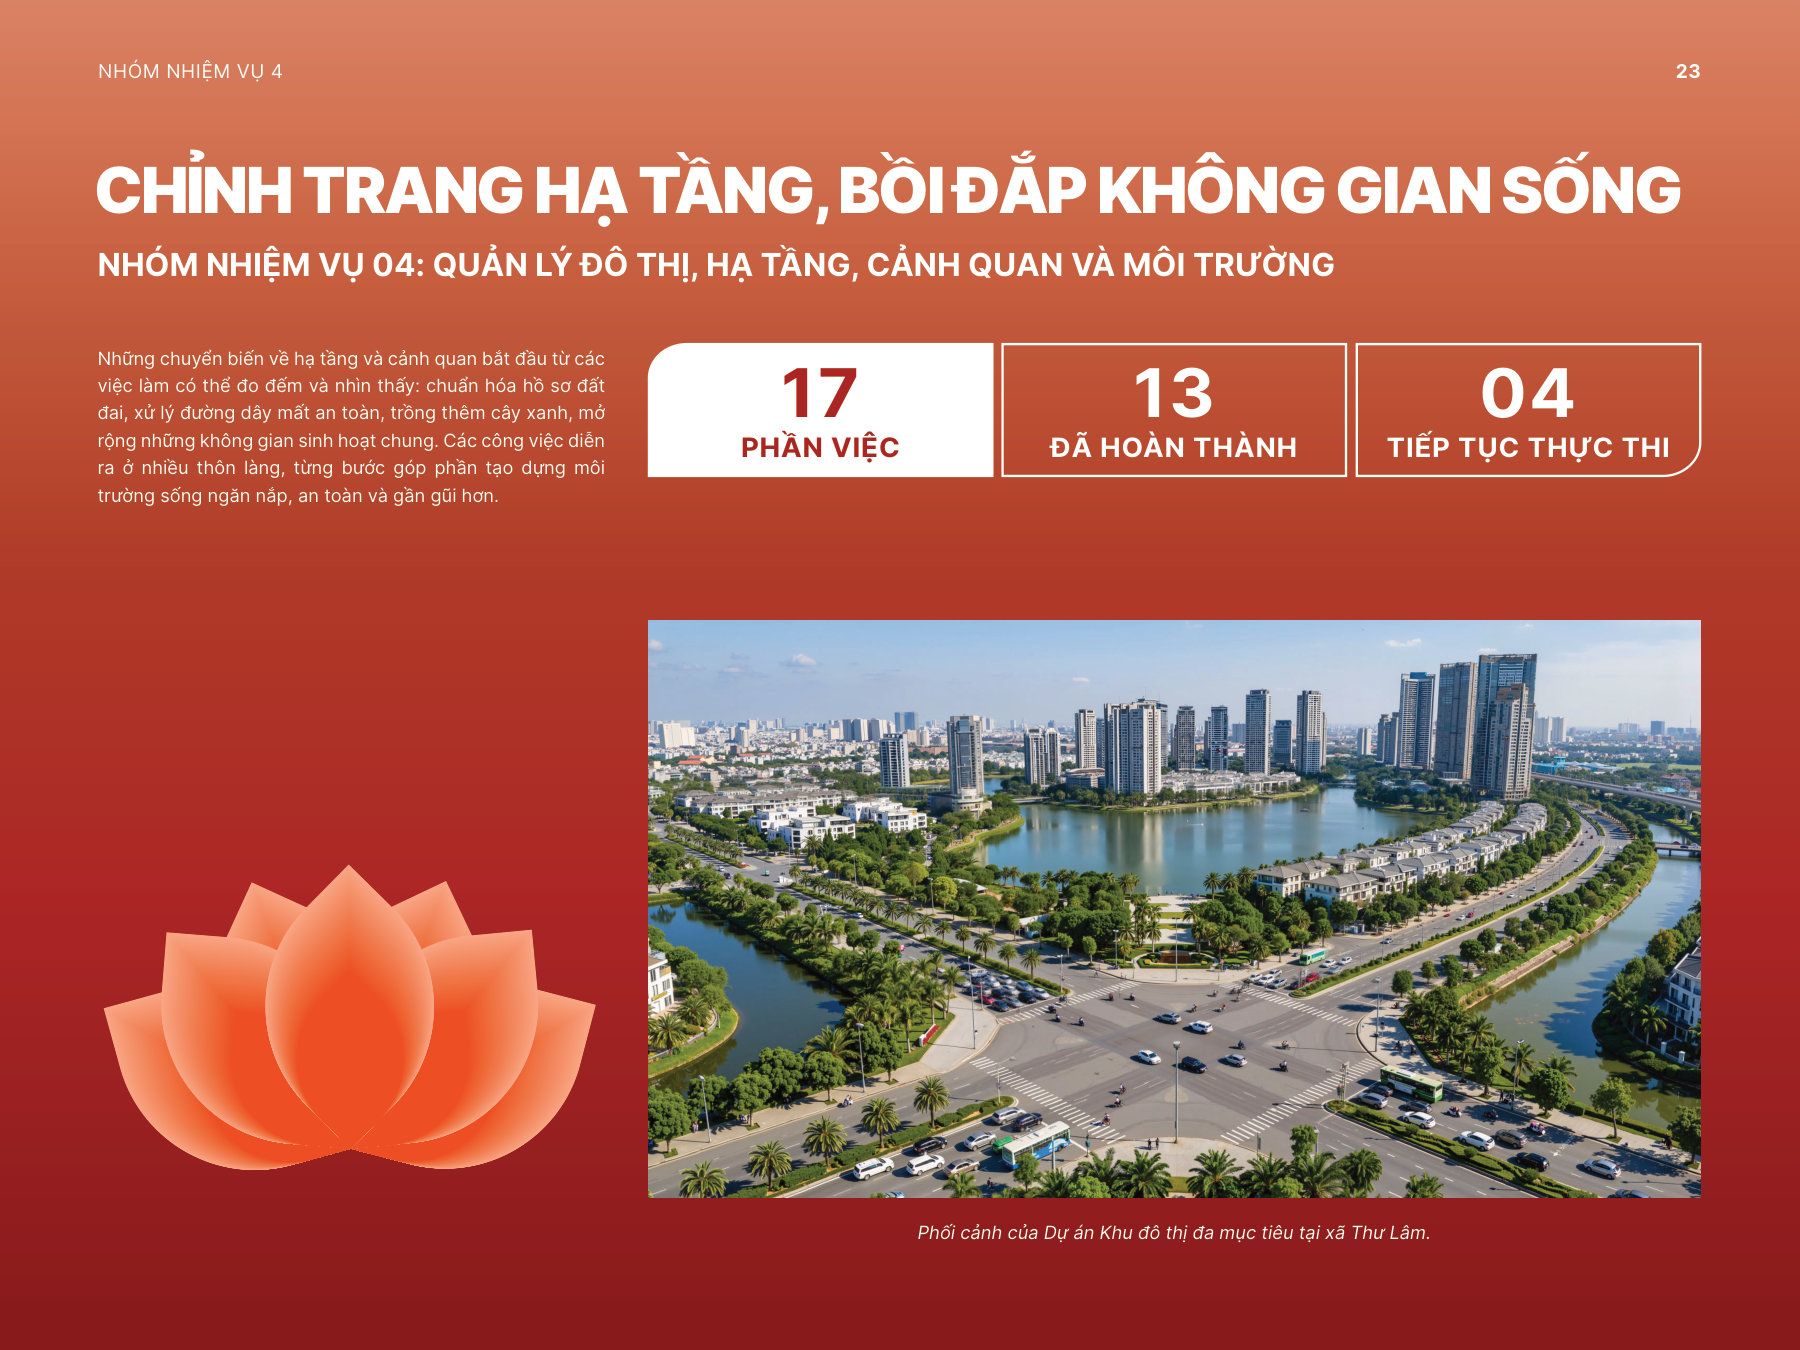 NHÓM NHIỆM VỤ 4
23
CHỈNH TRANG HẠ TẦNG, BỒI ĐẮP KHÔNG GIAN SỐNG
NHÓM NHIỆM VỤ 04: QUẢN LÝ ĐÔ THỊ, HẠ TẦNG, CẢNH QUAN VÀ MÔI TRƯỜNG
Những chuyển biến về hạ tầng và cảnh quan bắt đầu từ các
việc làm có thể đo đếm và nhìn thấy: chuẩn hóa hồ sơ đất
đai, xử lý đường dây mất an toàn, trồng thêm cây xanh, mở
rộng những không gian sinh hoạt chung. Các công việc diễn
ra ở nhiều thôn làng, từng bước góp phần tạo dựng môi
trường sống ngăn nắp, an toàn và gần gũi hơn.
17
PHẦN VIỆC
13
ĐÃ HOÀN THÀNH
04
TIẾP TỤC THỰC THI
Phối cảnh của Dự án Khu đô thị đa mục tiêu tại xã Thư Lâm.